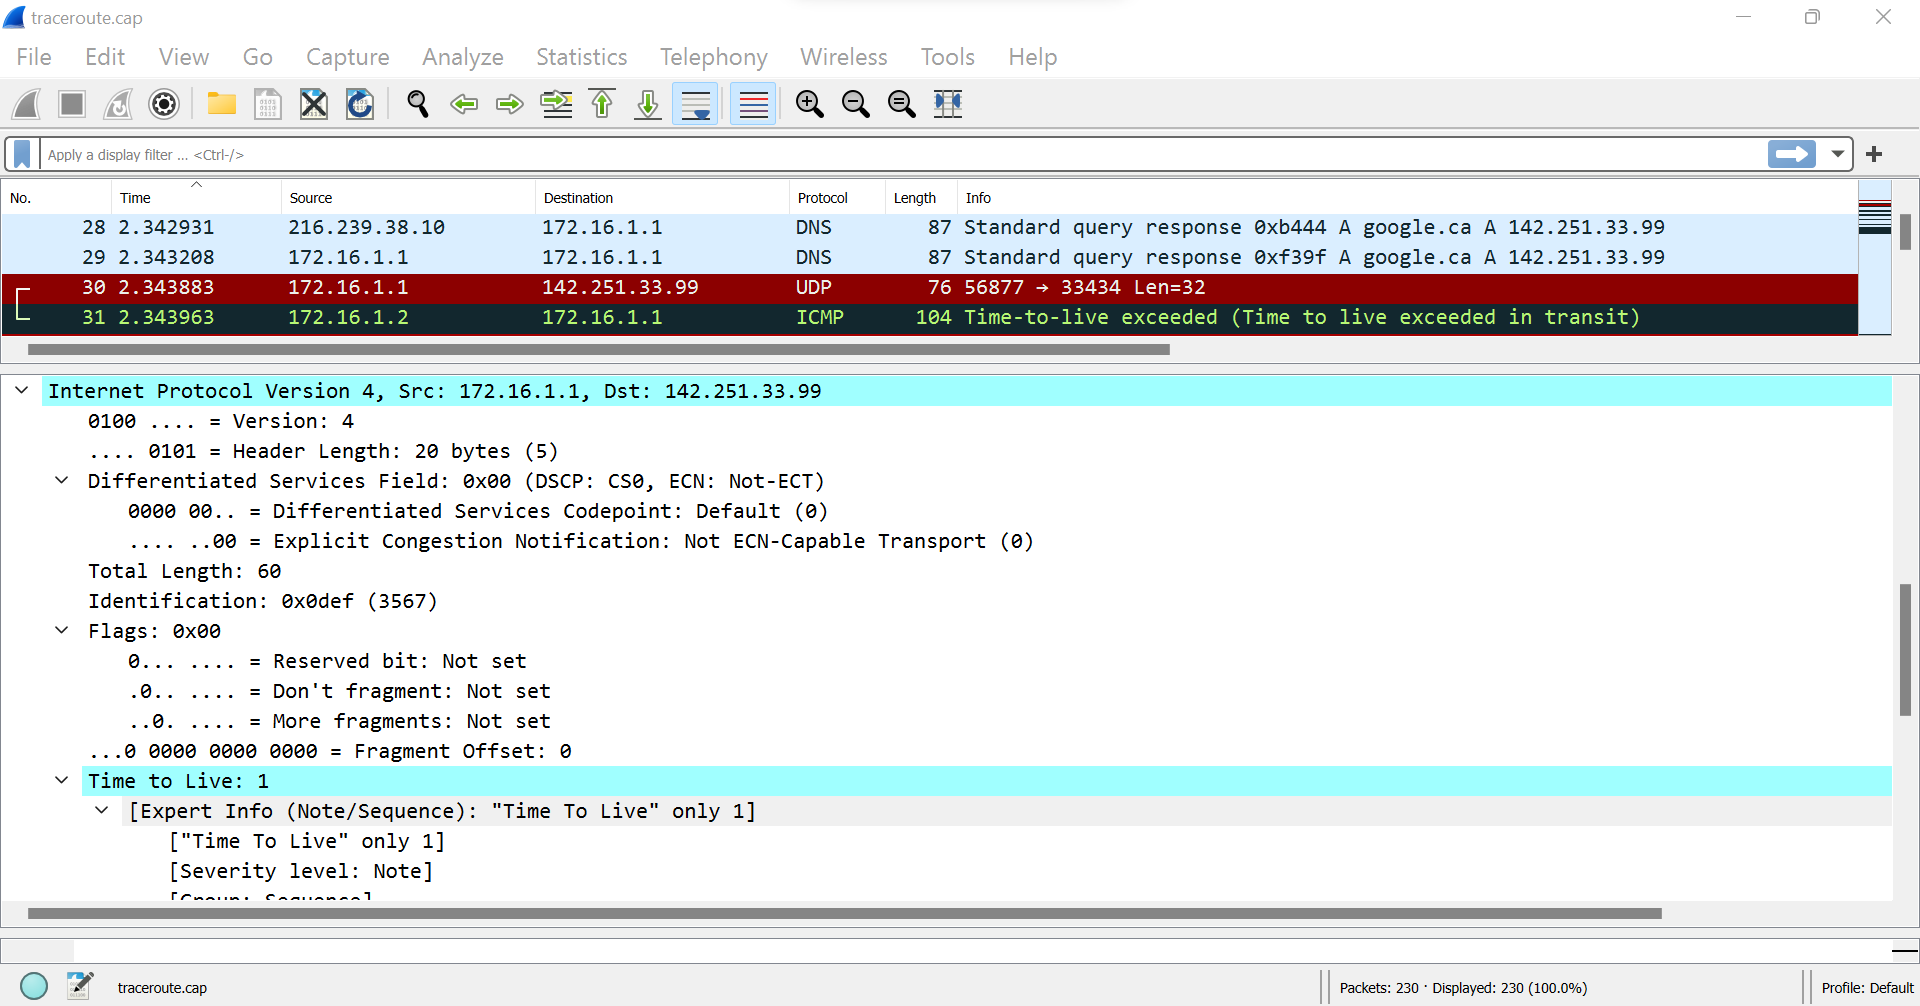 traceroute.cap
File Edit View Go Capture Analyze Statistics Telephony Wireless Tools Help
Apply a display filter ... <Ctrl-/>
No. Time Source Destination Protocol Length Info
28 2.342931 216.239.38.10 172.16.1.1 DNS 87 Standard query response 0xb444 A google.ca A 142.251.33.99
29 2.343208 172.16.1.1 172.16.1.1 DNS 87 Standard query response 0xf39f A google.ca A 142.251.33.99
30 2.343883 172.16.1.1 142.251.33.99 UDP 76 56877 → 33434 Len=32
31 2.343963 172.16.1.2 172.16.1.1 ICMP 104 Time-to-live exceeded (Time to live exceeded in transit)
Internet Protocol Version 4, Src: 172.16.1.1, Dst: 142.251.33.99
0100 .... = Version: 4
.... 0101 = Header Length: 20 bytes (5)
Differentiated Services Field: 0x00 (DSCP: CS0, ECN: Not-ECT)
0000 00.. = Differentiated Services Codepoint: Default (0)
.... ..00 = Explicit Congestion Notification: Not ECN-Capable Transport (0)
Total Length: 60
Identification: 0x0def (3567)
Flags: 0x00
0... .... = Reserved bit: Not set
.0.. .... = Don't fragment: Not set
..0. .... = More fragments: Not set
...0 0000 0000 0000 = Fragment Offset: 0
Time to Live: 1
[Expert Info (Note/Sequence): "Time To Live" only 1]
["Time To Live" only 1]
[Severity level: Note]
[Group: Sequence]
traceroute.cap
Packets: 230 · Displayed: 230 (100.0%)
Profile: Default